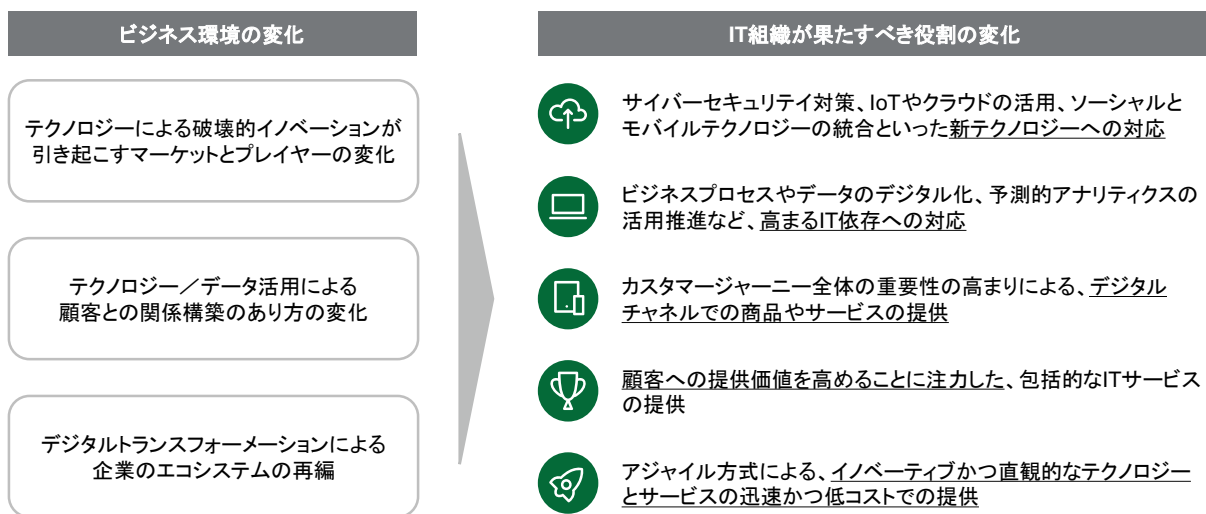 ビジネス環境の変化
テクノロジーによる破壊的イノベーションが
引き起こすマーケットとプレイヤーの変化
テクノロジー／データ活用による
顧客との関係構築のあり方の変化
デジタルトランスフォーメーションによる
企業のエコシステムの再編
IT組織が果たすべき役割の変化
サイバーセキュリテイ対策、IoTやクラウドの活用、ソーシャルと
モバイルテクノロジーの統合といった新テクノロジーへの対応
ビジネスプロセスやデータのデジタル化、予測的アナリティクスの
活用推進など、高まるIT依存への対応
カスタマージャーニー全体の重要性の高まりによる、デジタル
チャネルでの商品やサービスの提供
顧客への提供価値を高めることに注力した、包括的なITサービス
の提供
アジャイル方式による、イノベーティブかつ直観的なテクノロジー
とサービスの迅速かつ低コストでの提供